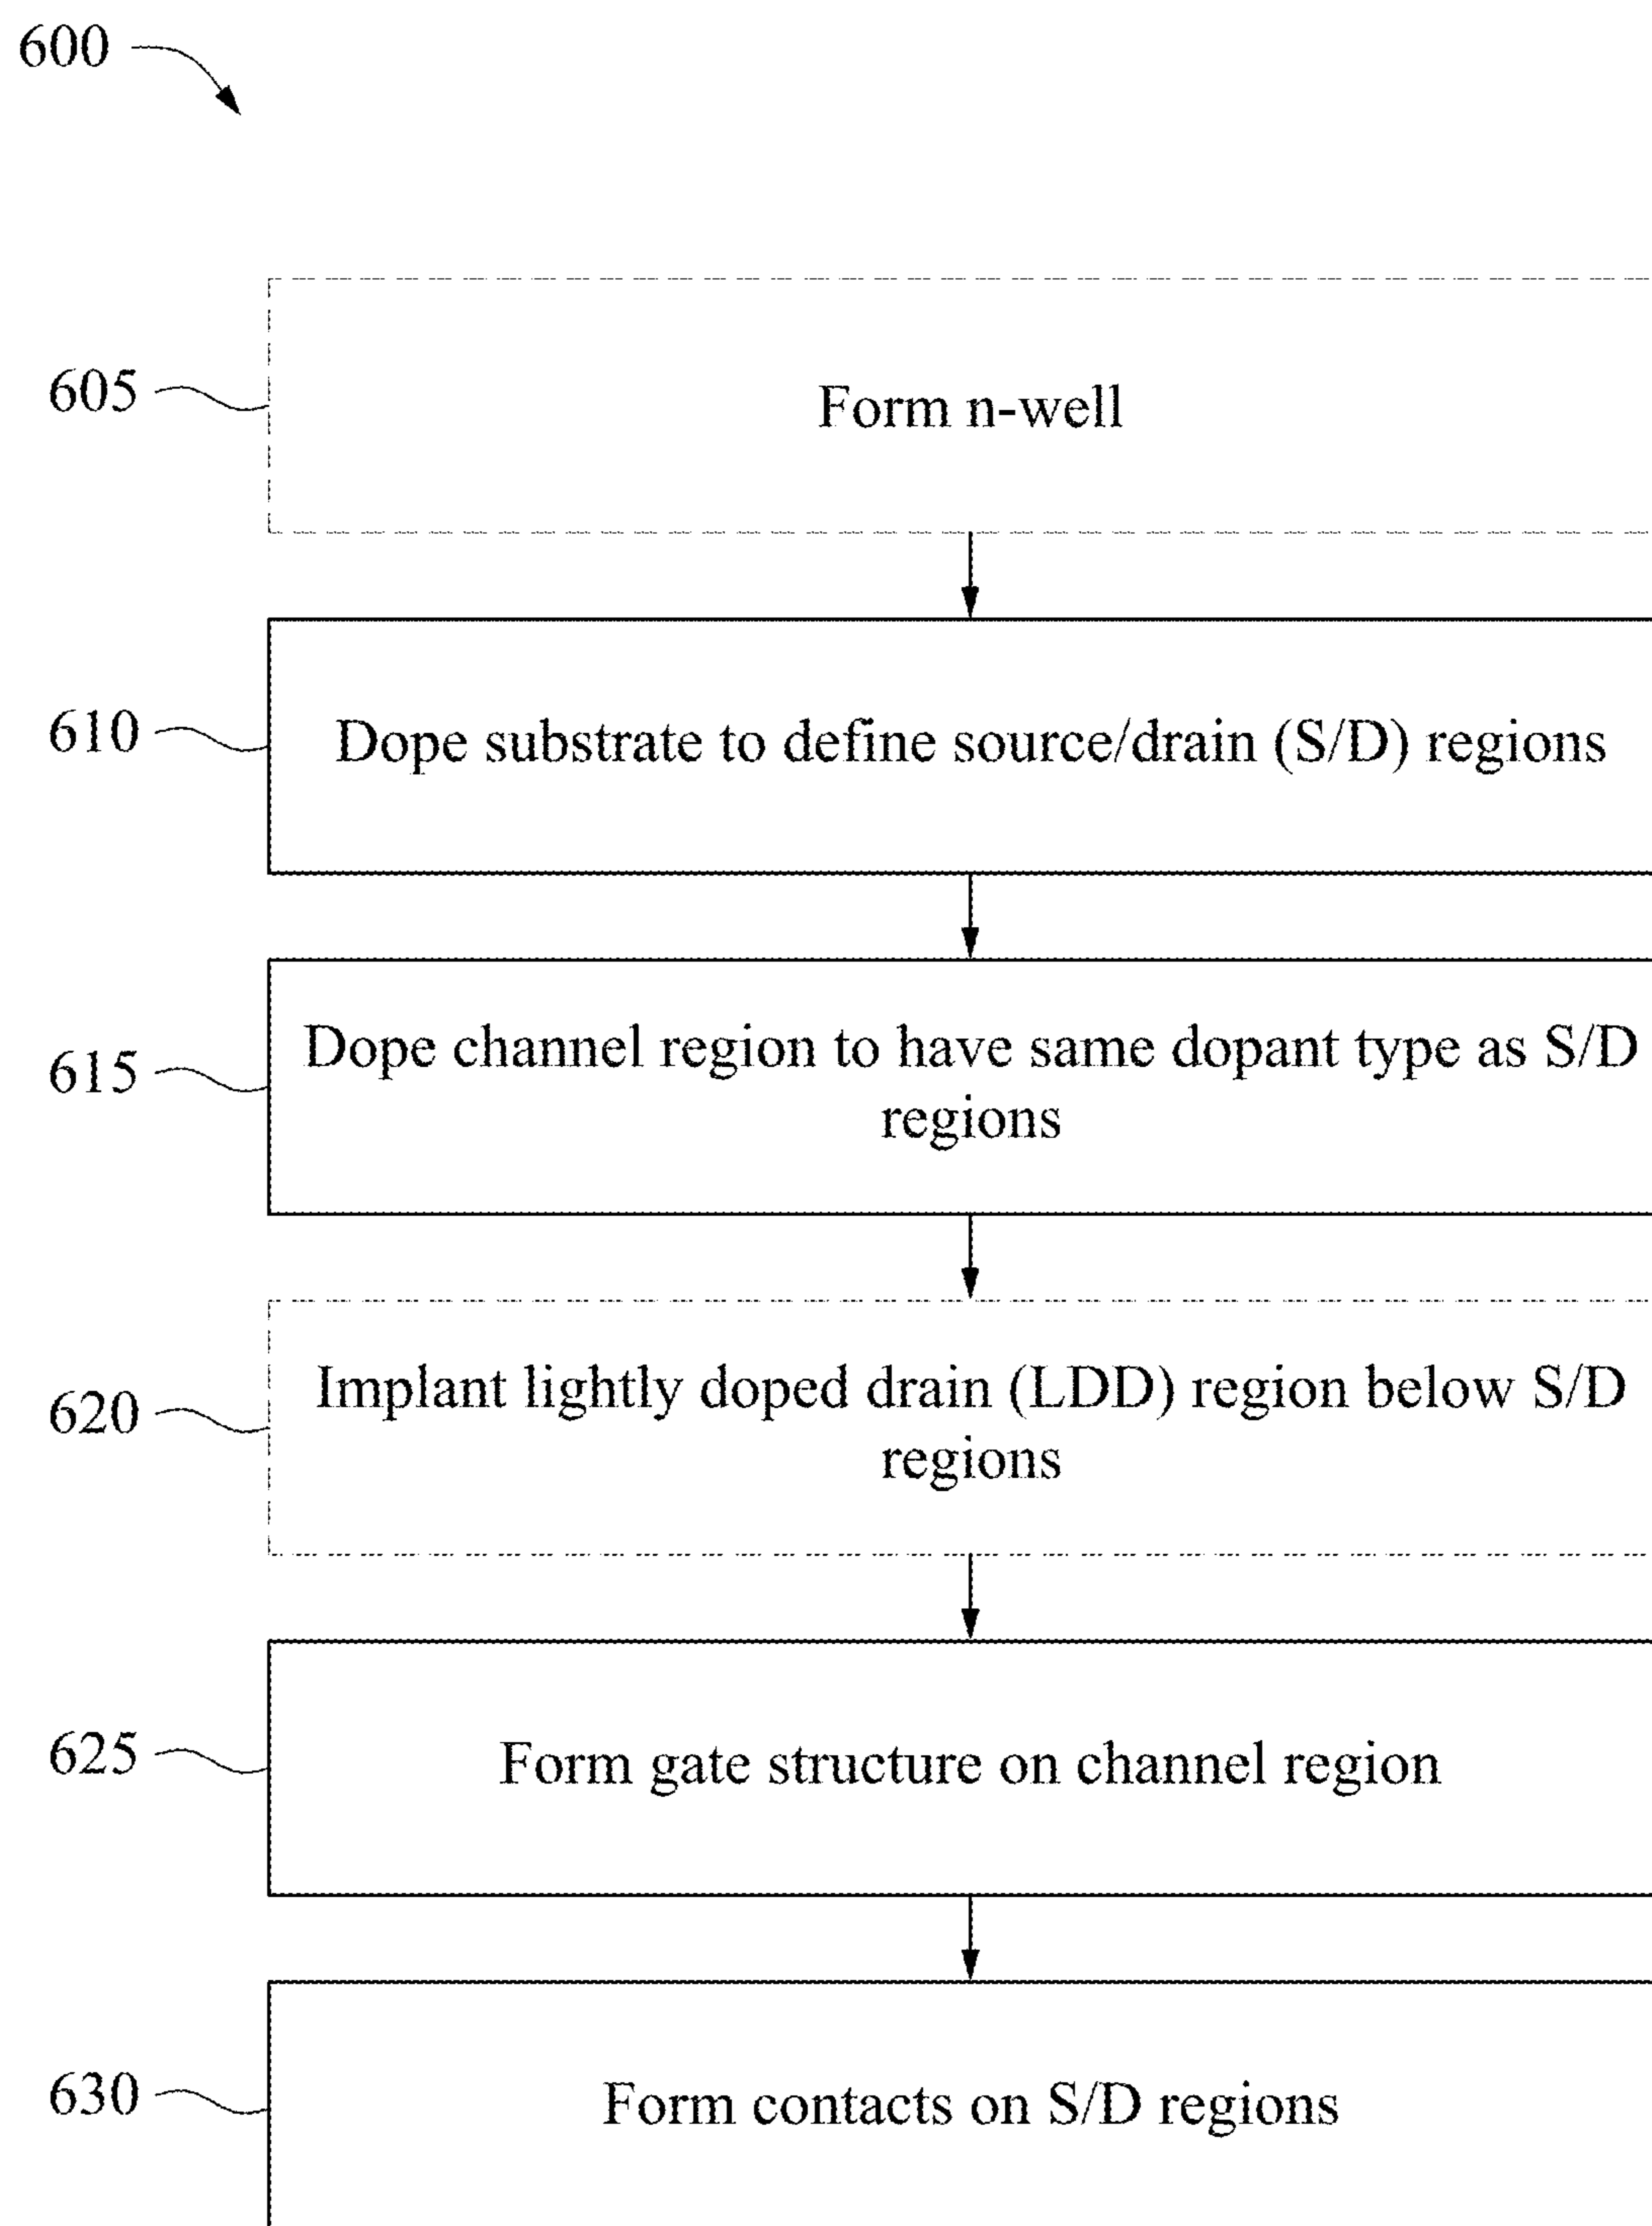 600
605
Form n-well
610
Dope substrate to define source/drain (S/D) regions
615
Dope channel region to have same dopant type as S/D
regions
620
Implant lightly doped drain (LDD) region below S/D
regions
625
Form gate structure on channel region
630
Form contacts on S/D regions